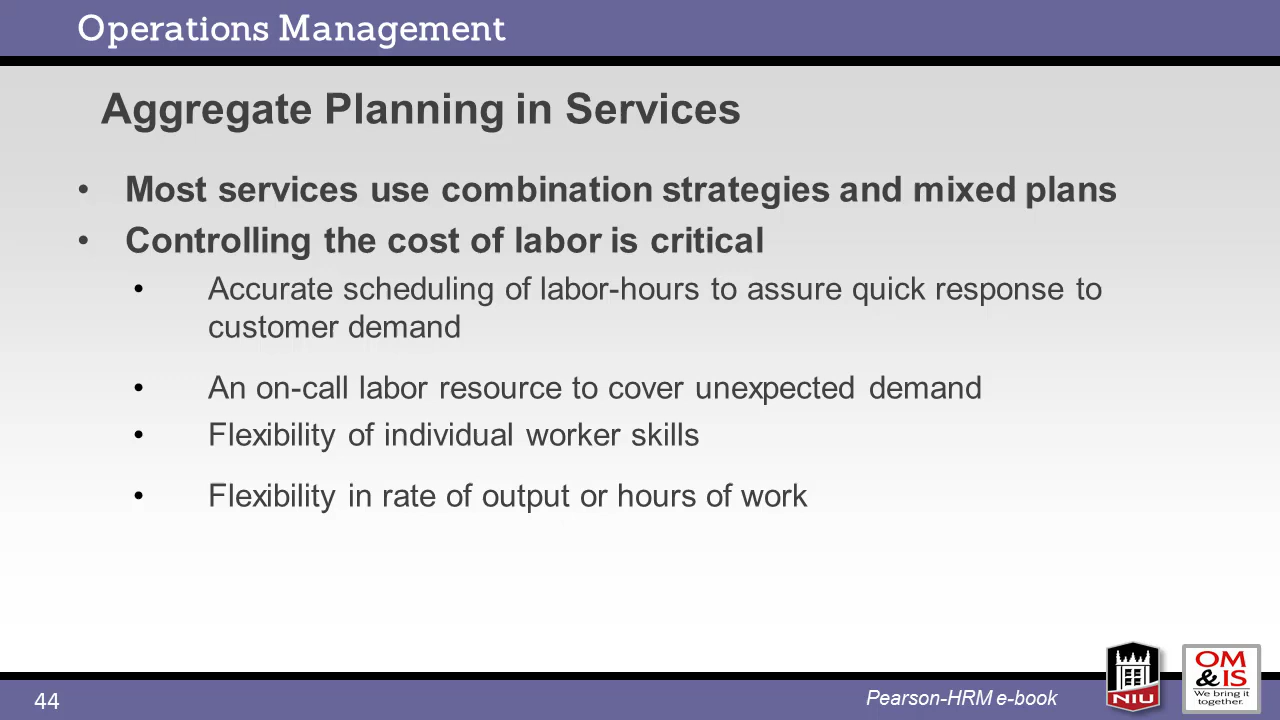 Operations Management
Aggregate Planning in Services
• Most services use combination strategies and mixed plans
• Controlling the cost of labor is critical
• Accurate scheduling of labor-hours to assure quick response to
customer demand
• An on-call labor resource to cover unexpected demand
• Flexibility of individual worker skills
• Flexibility in rate of output or hours of work
44
Pearson-HRM e-book
NIU
OM
&IS
We bring it
together.